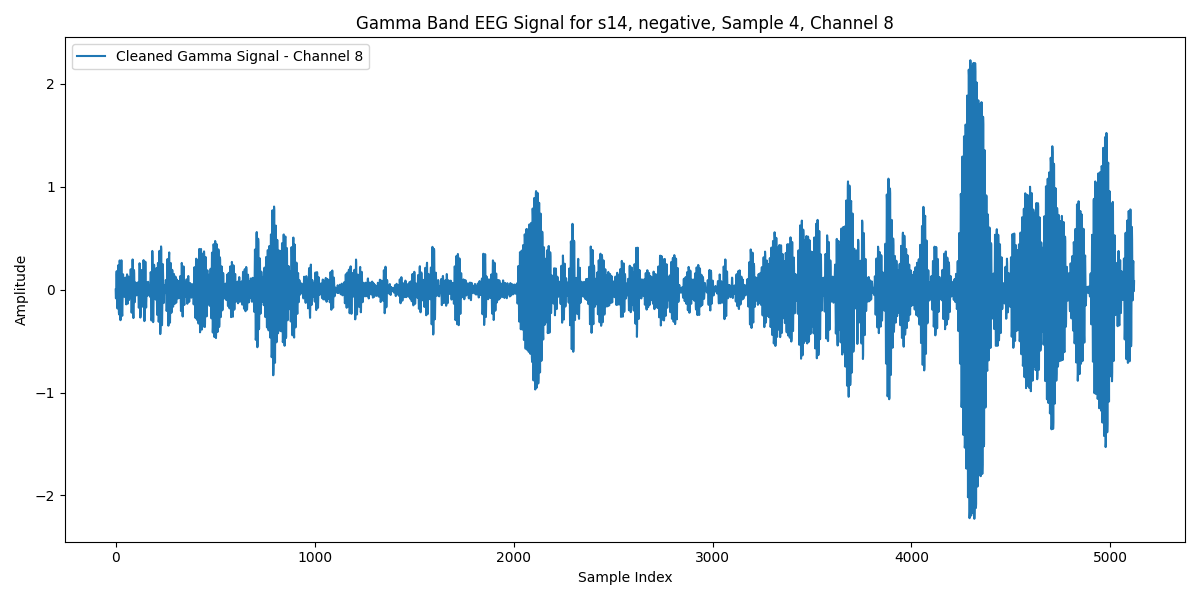 Gamma Band EEG Signal for s14, negative, Sample 4, Channel 8
Cleaned Gamma Signal - Channel 8
2
1
0
−1
−2
Amplitude
0 1000 2000 3000 4000 5000
Sample Index